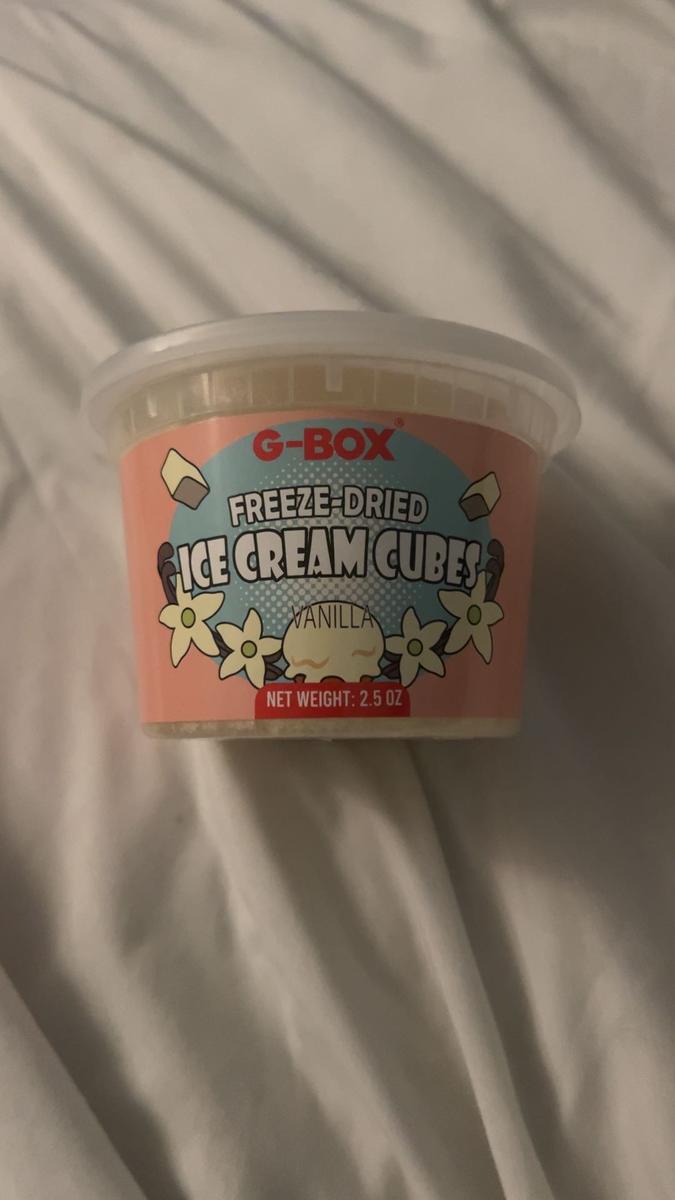 G-BOX®
FREEZE-DRIED
ICE CREAM CUBES
VANILLA
NET WEIGHT: 2.5 OZ